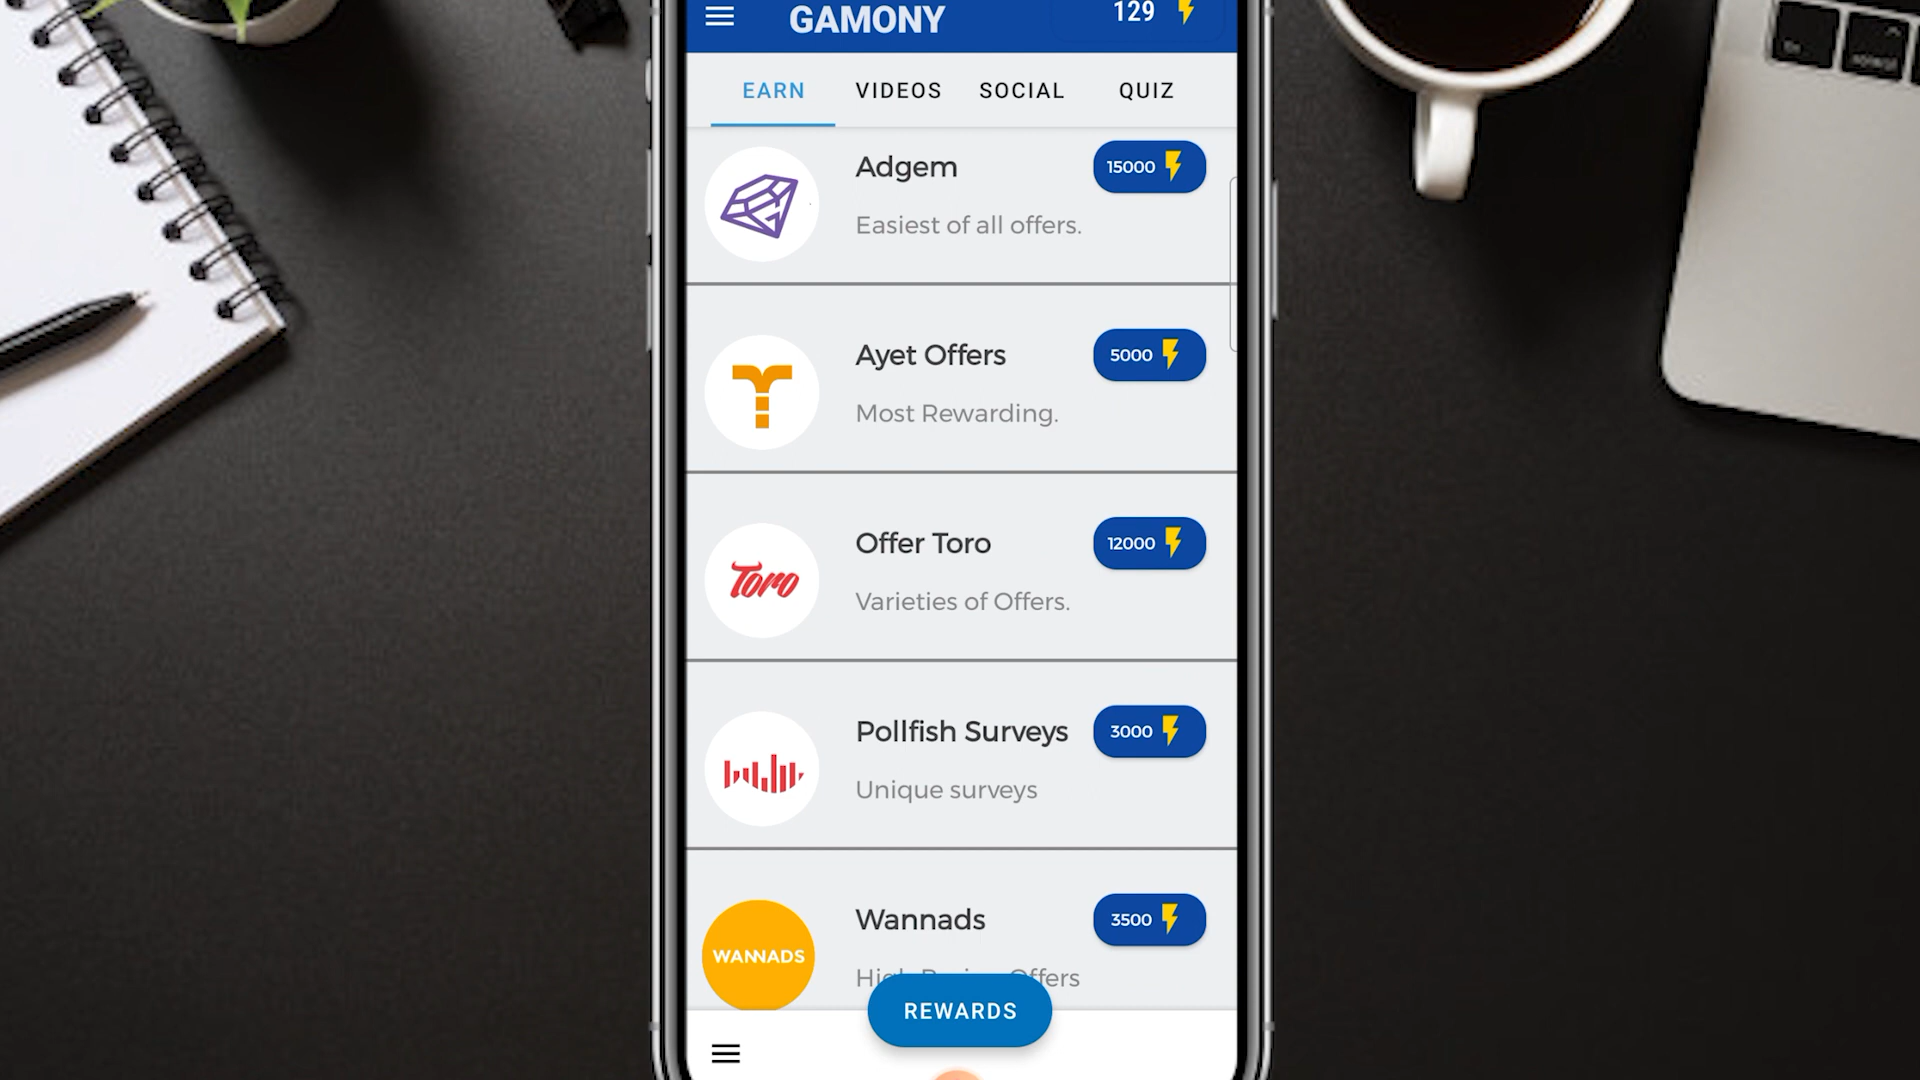 GAMONY
129
EARN VIDEOS SOCIAL QUIZ
Adgem
15000
Easiest of all offers.
Ayet Offers
5000
Most Rewarding.
Toro
Offer Toro
12000
Varieties of Offers.
Pollfish Surveys
3000
Unique surveys
WANNADS
Wannads
3500
Offers
REWARDS